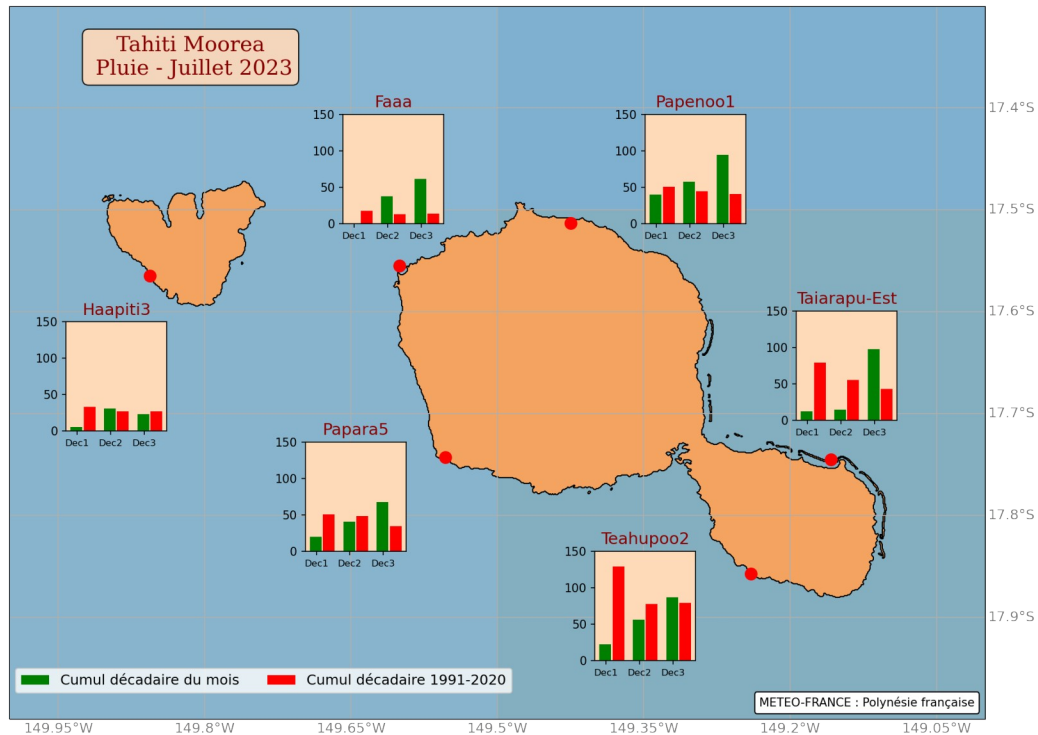 Tahiti Moorea
Pluie - Juillet 2023
Faaa
150
100
50
0
Dec1 Dec2 Dec3
Papenoo1
150
100
50
0
Dec1 Dec2 Dec3
17.4°S
17.5°S
17.6°S
17.7°S
17.8°S
17.9°S
Haapiti3
150
100
50
0
Dec1 Dec2 Dec3
Taiarapu-Est
150
100
50
0
Dec1 Dec2 Dec3
Papara5
150
100
50
0
Dec1 Dec2 Dec3
Teahupoo2
150
100
50
0
Dec1 Dec2 Dec3
Cumul décadaire du mois Cumul décadaire 1991-2020
METEO-FRANCE : Polynésie française
149.95°W 149.8°W 149.65°W 149.5°W 149.35°W 149.2°W 149.05°W